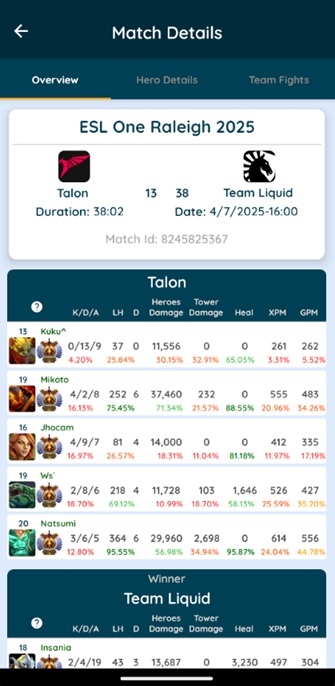 Match Details
Overview Hero Details Team Fights
ESL One Raleigh 2025
Talon 13 38 Team Liquid
Duration: 38:02 Date: 4/7/2025-16:00
Match Id: 8245825367
Talon
? K/D/A LH D Heroes Damage Tower Damage Heal XPM GPM
13 Kuku^
0/13/9 37 0 11,556 0 0 261 262
4.20% 25.84% 30.15% 32.91% 65.05% 3.31% 5.52%
19 Mikoto
4/2/8 252 6 37,460 232 0 555 483
16.13% 75.45% 71.34% 21.57% 88.55% 20.96% 34.26%
16 Jhocam
4/9/7 81 4 14,000 0 0 412 335
16.97% 26.57% 18.31% 11.04% 81.18% 11.97% 17.19%
19 Ws`
2/8/6 218 4 11,728 103 1,646 526 427
18.70% 69.12% 10.99% 18.70% 58.13% 25.59% 35.20%
20 Natsumi
3/6/5 364 6 29,960 2,698 0 614 556
12.80% 95.55% 56.98% 34.94% 95.87% 24.04% 44.78%
Winner
Team Liquid
? K/D/A LH D Heroes Damage Tower Damage Heal XPM GPM
18 Insania
2/4/19 43 3 13,687 0 3,230 497 304